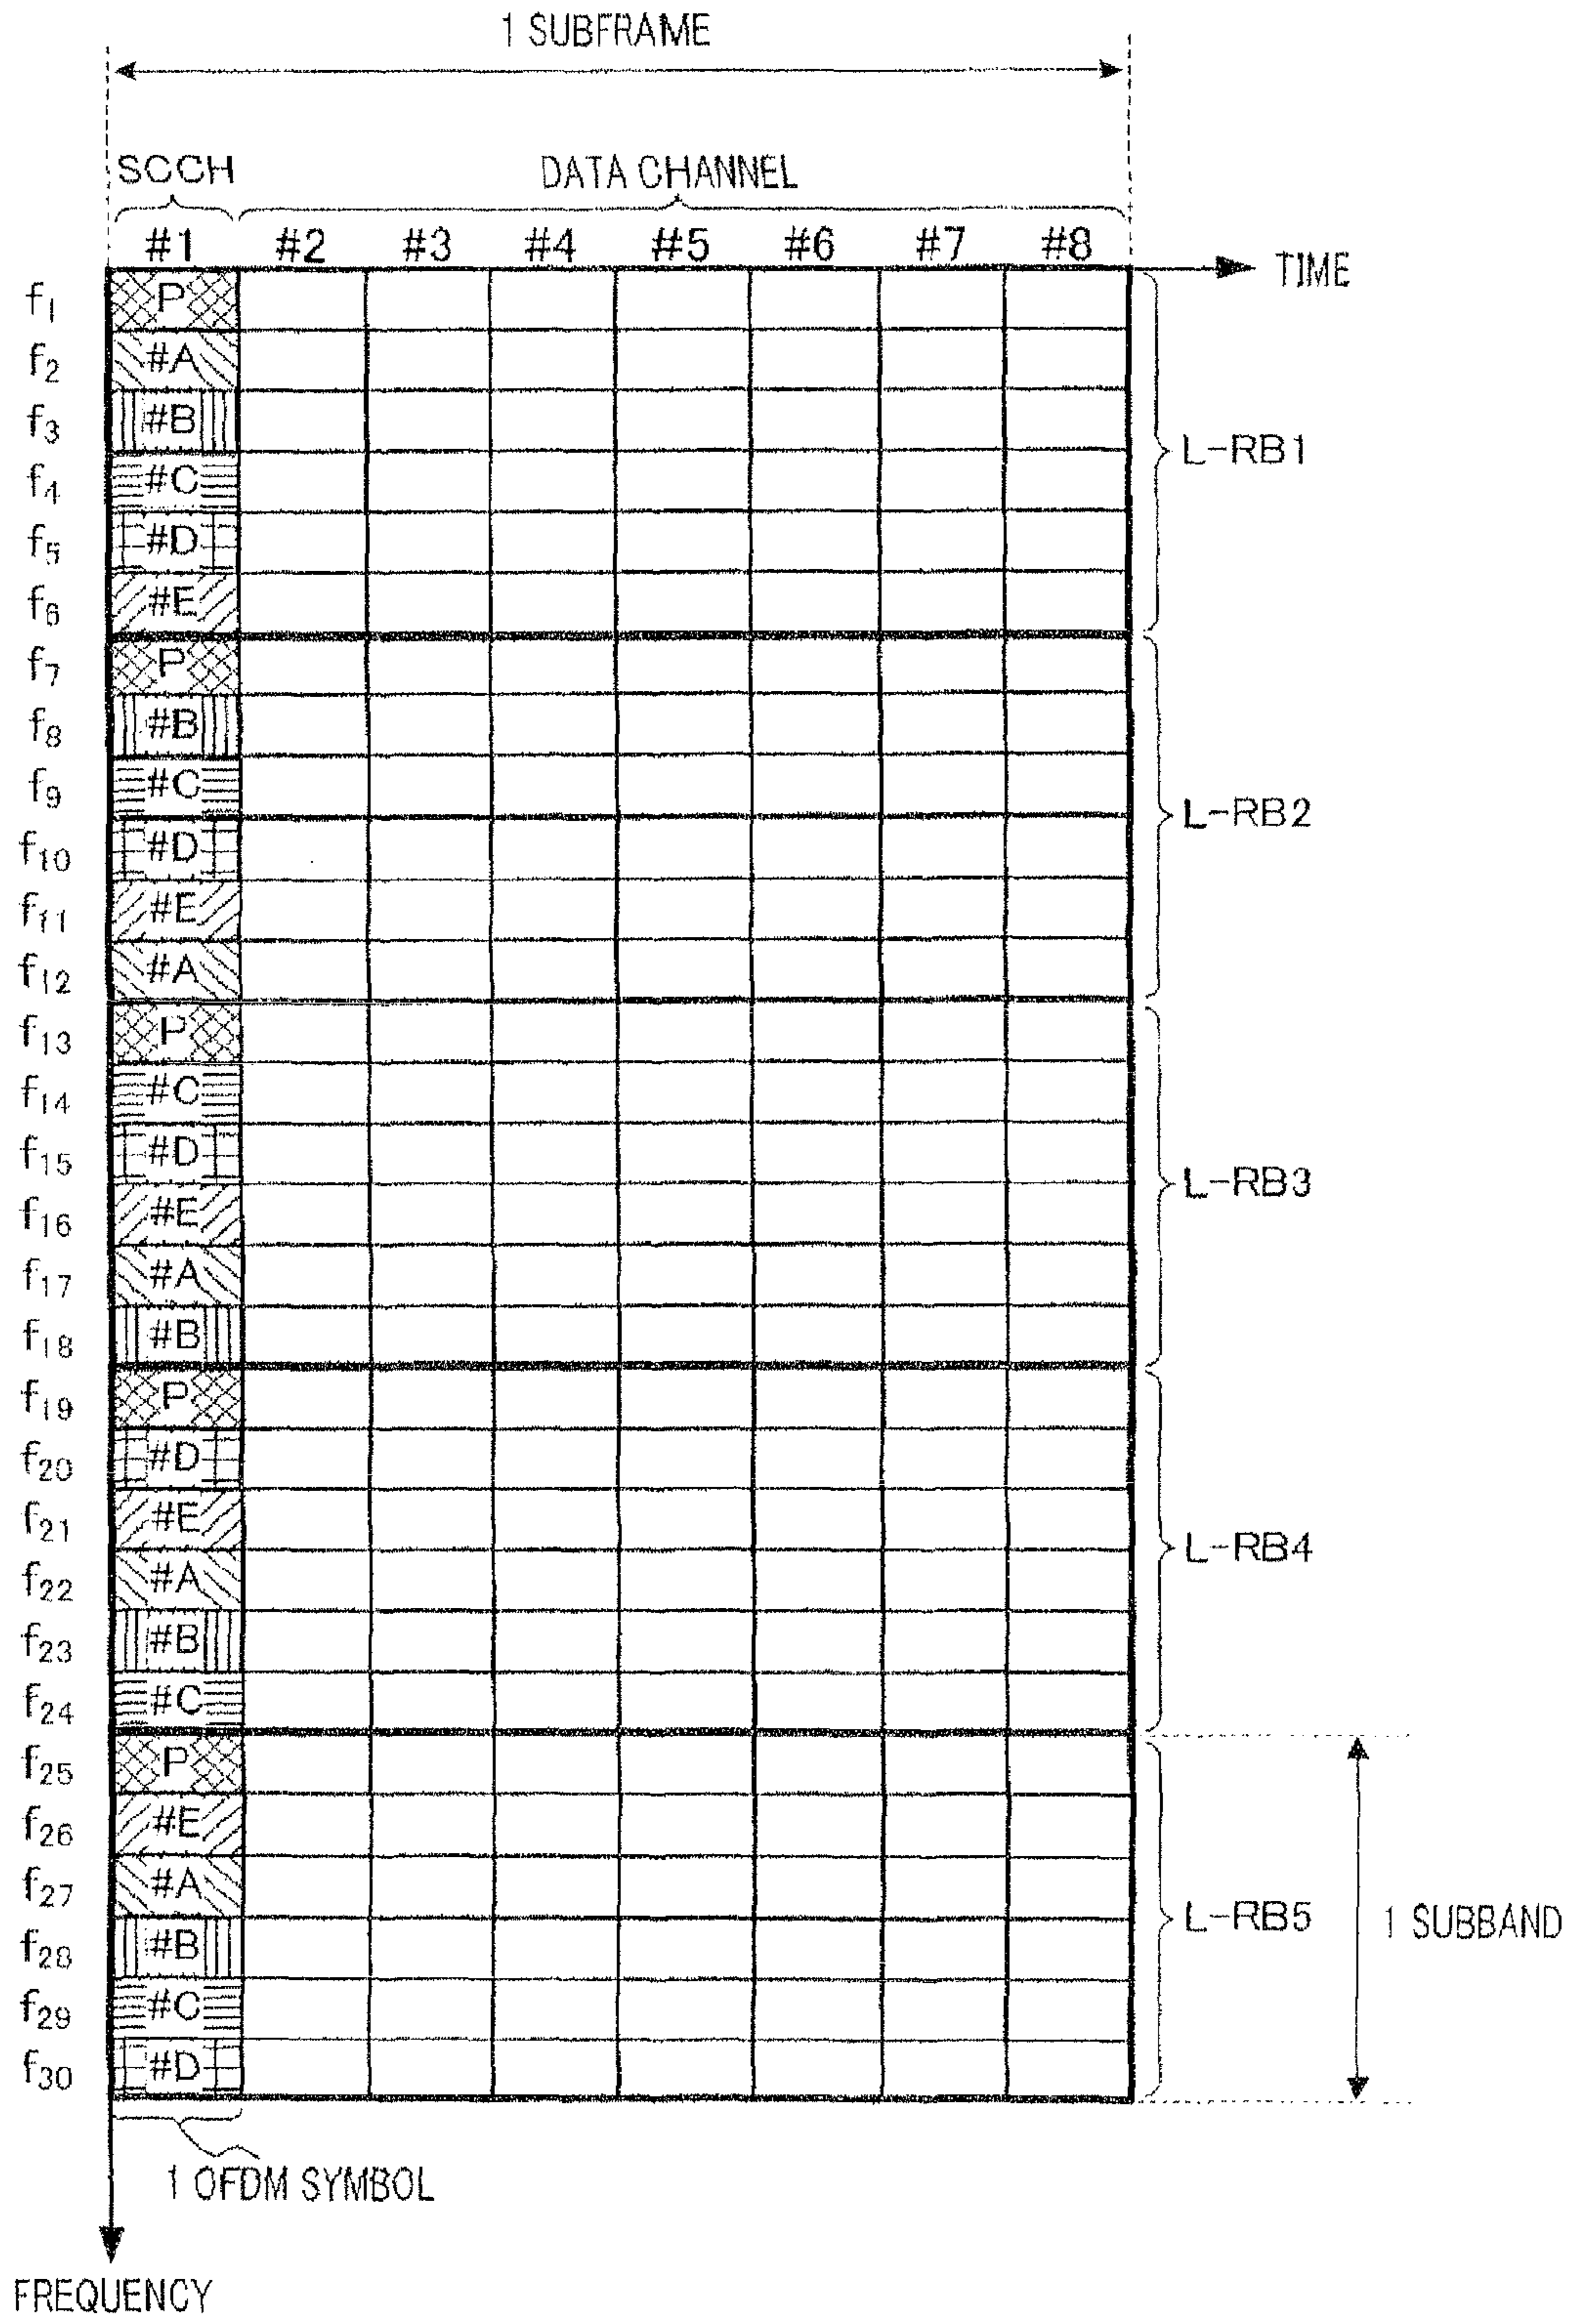 1 SUBFRAME
SCCH DATA CHANNEL
#1 #2 #3 #4 #5 #6 #7 #8 TIME
f1 P
f2 #A
f3 #B
f4 #C L-RB1
f5 #D
f6 #E
f7 P
f8 #B
f9 #C L-RB2
f10 #D
f11 #E
f12 #A
f13 P
f14 #C
f15 #D L-RB3
f16 #E
f17 #A
f18 #B
f19 P
f20 #D
f21 #E L-RB4
f22 #A
f23 #B
f24 #C
f25 P
f26 #E
f27 #A L-RB5 1 SUBBAND
f28 #B
f29 #C
f30 #D
1 OFDM SYMBOL
FREQUENCY